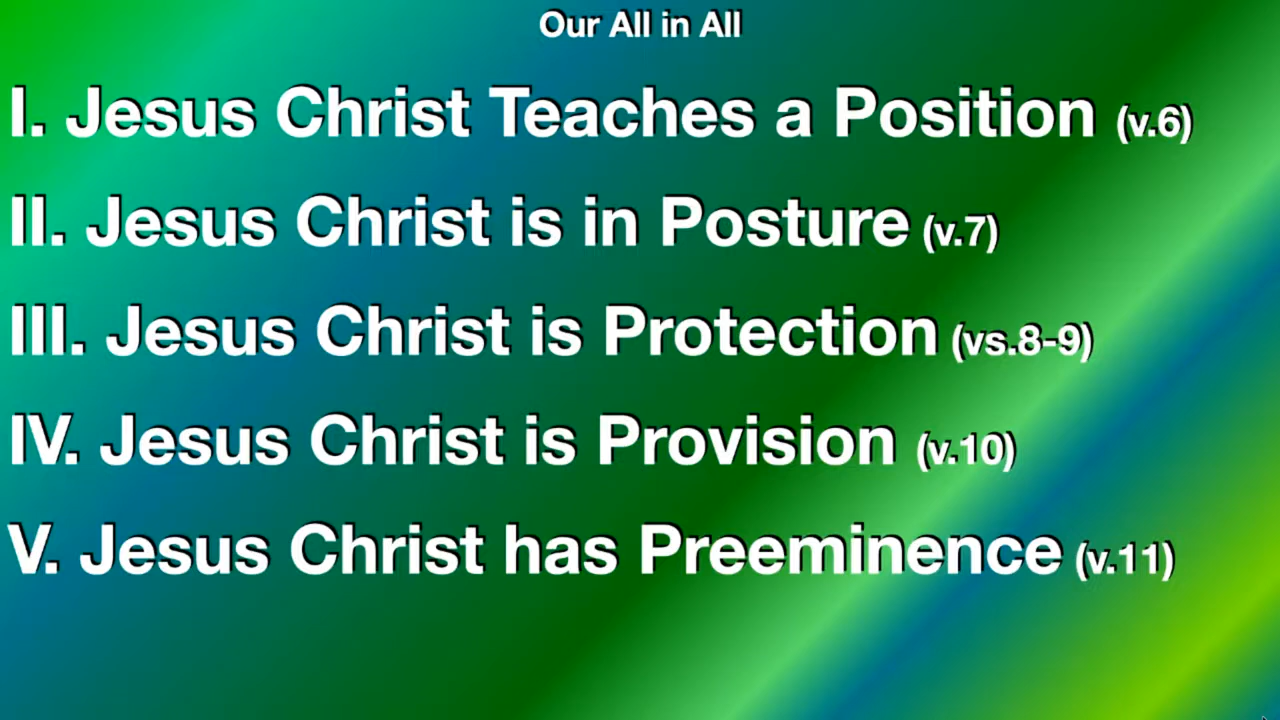 Our All in All
I. Jesus Christ Teaches a Position (v.6)
II. Jesus Christ is in Posture (v.7)
III. Jesus Christ is Protection (vs.8-9)
IV. Jesus Christ is Provision (v.10)
V. Jesus Christ has Preeminence (v.11)